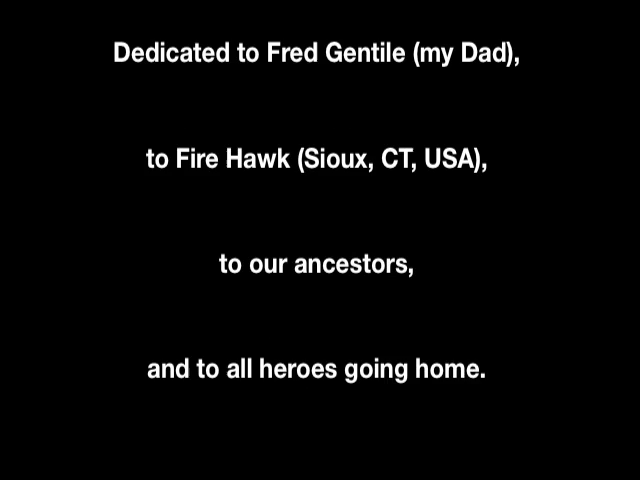 Dedicated to Fred Gentile (my Dad),
to Fire Hawk (Sioux, CT, USA),
to our ancestors,
and to all heroes going home.